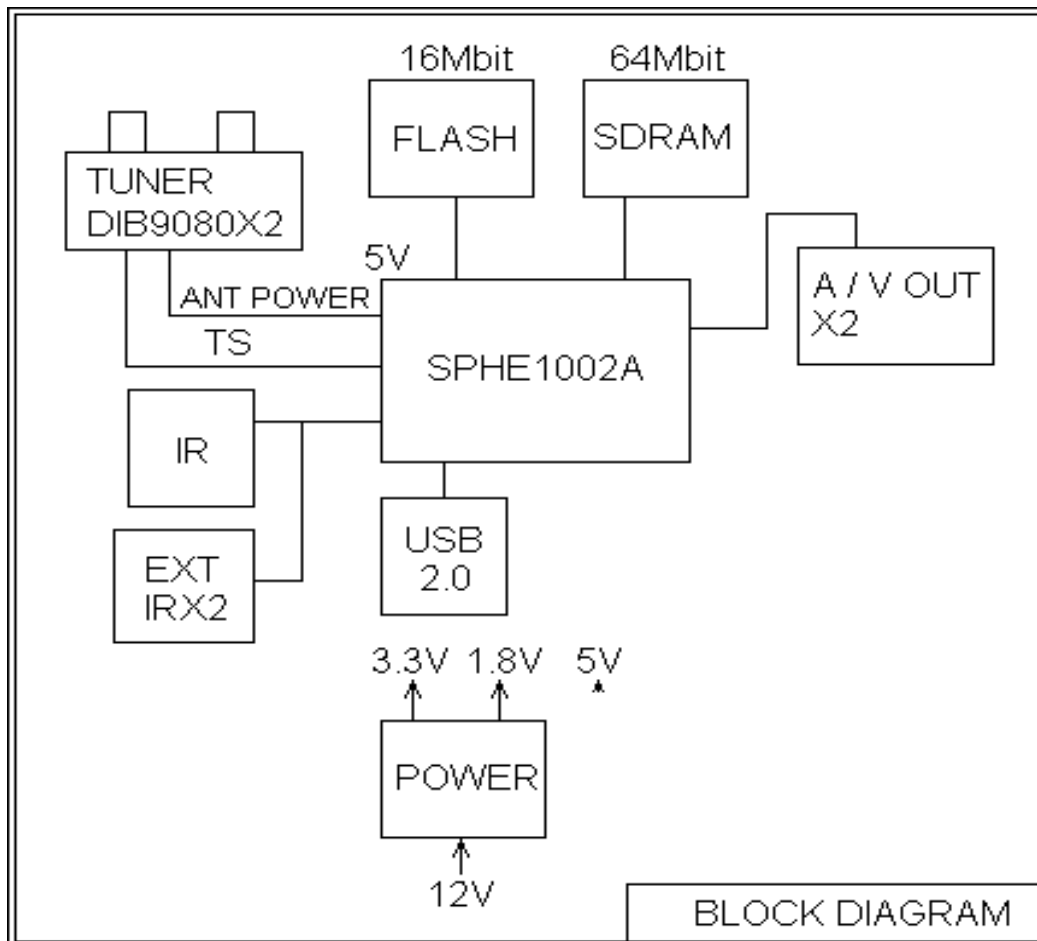 16Mbit
64Mbit
FLASH
SDRAM
TUNER
DIB9080X2
5V
ANT POWER
TS
SPHE1002A
A / V OUT
X2
IR
EXT
IRX2
USB
2.0
3.3V
1.8V
5V
POWER
12V
BLOCK DIAGRAM